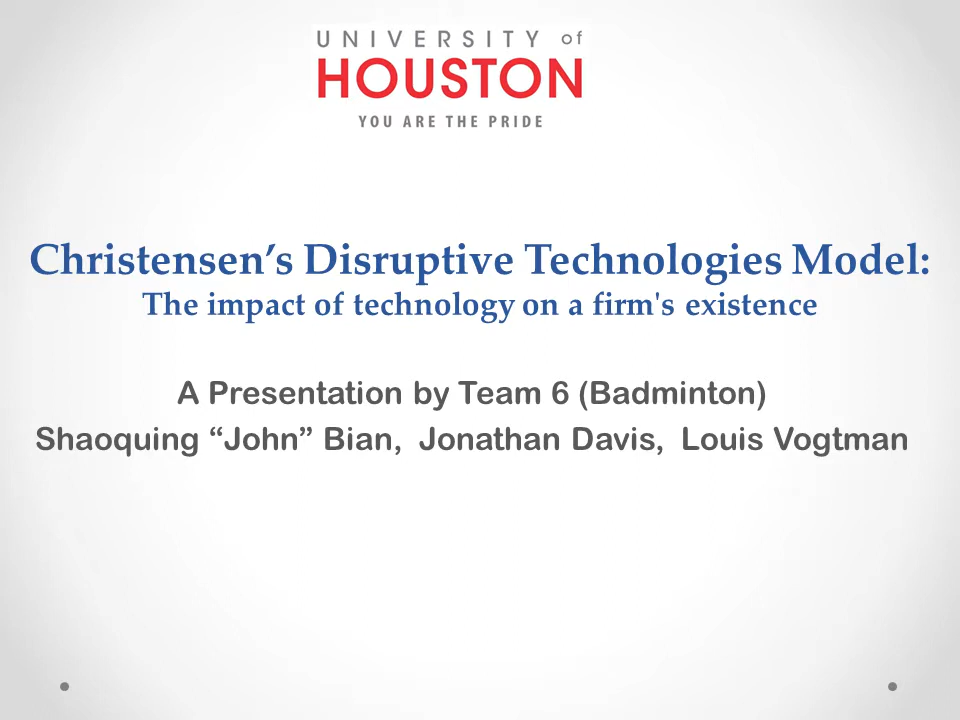 UNIVERSITY of
HOUSTON
YOU ARE THE PRIDE
Christensen’s Disruptive Technologies Model:
The impact of technology on a firm's existence
A Presentation by Team 6 (Badminton)
Shaoquing “John” Bian, Jonathan Davis, Louis Vogtman